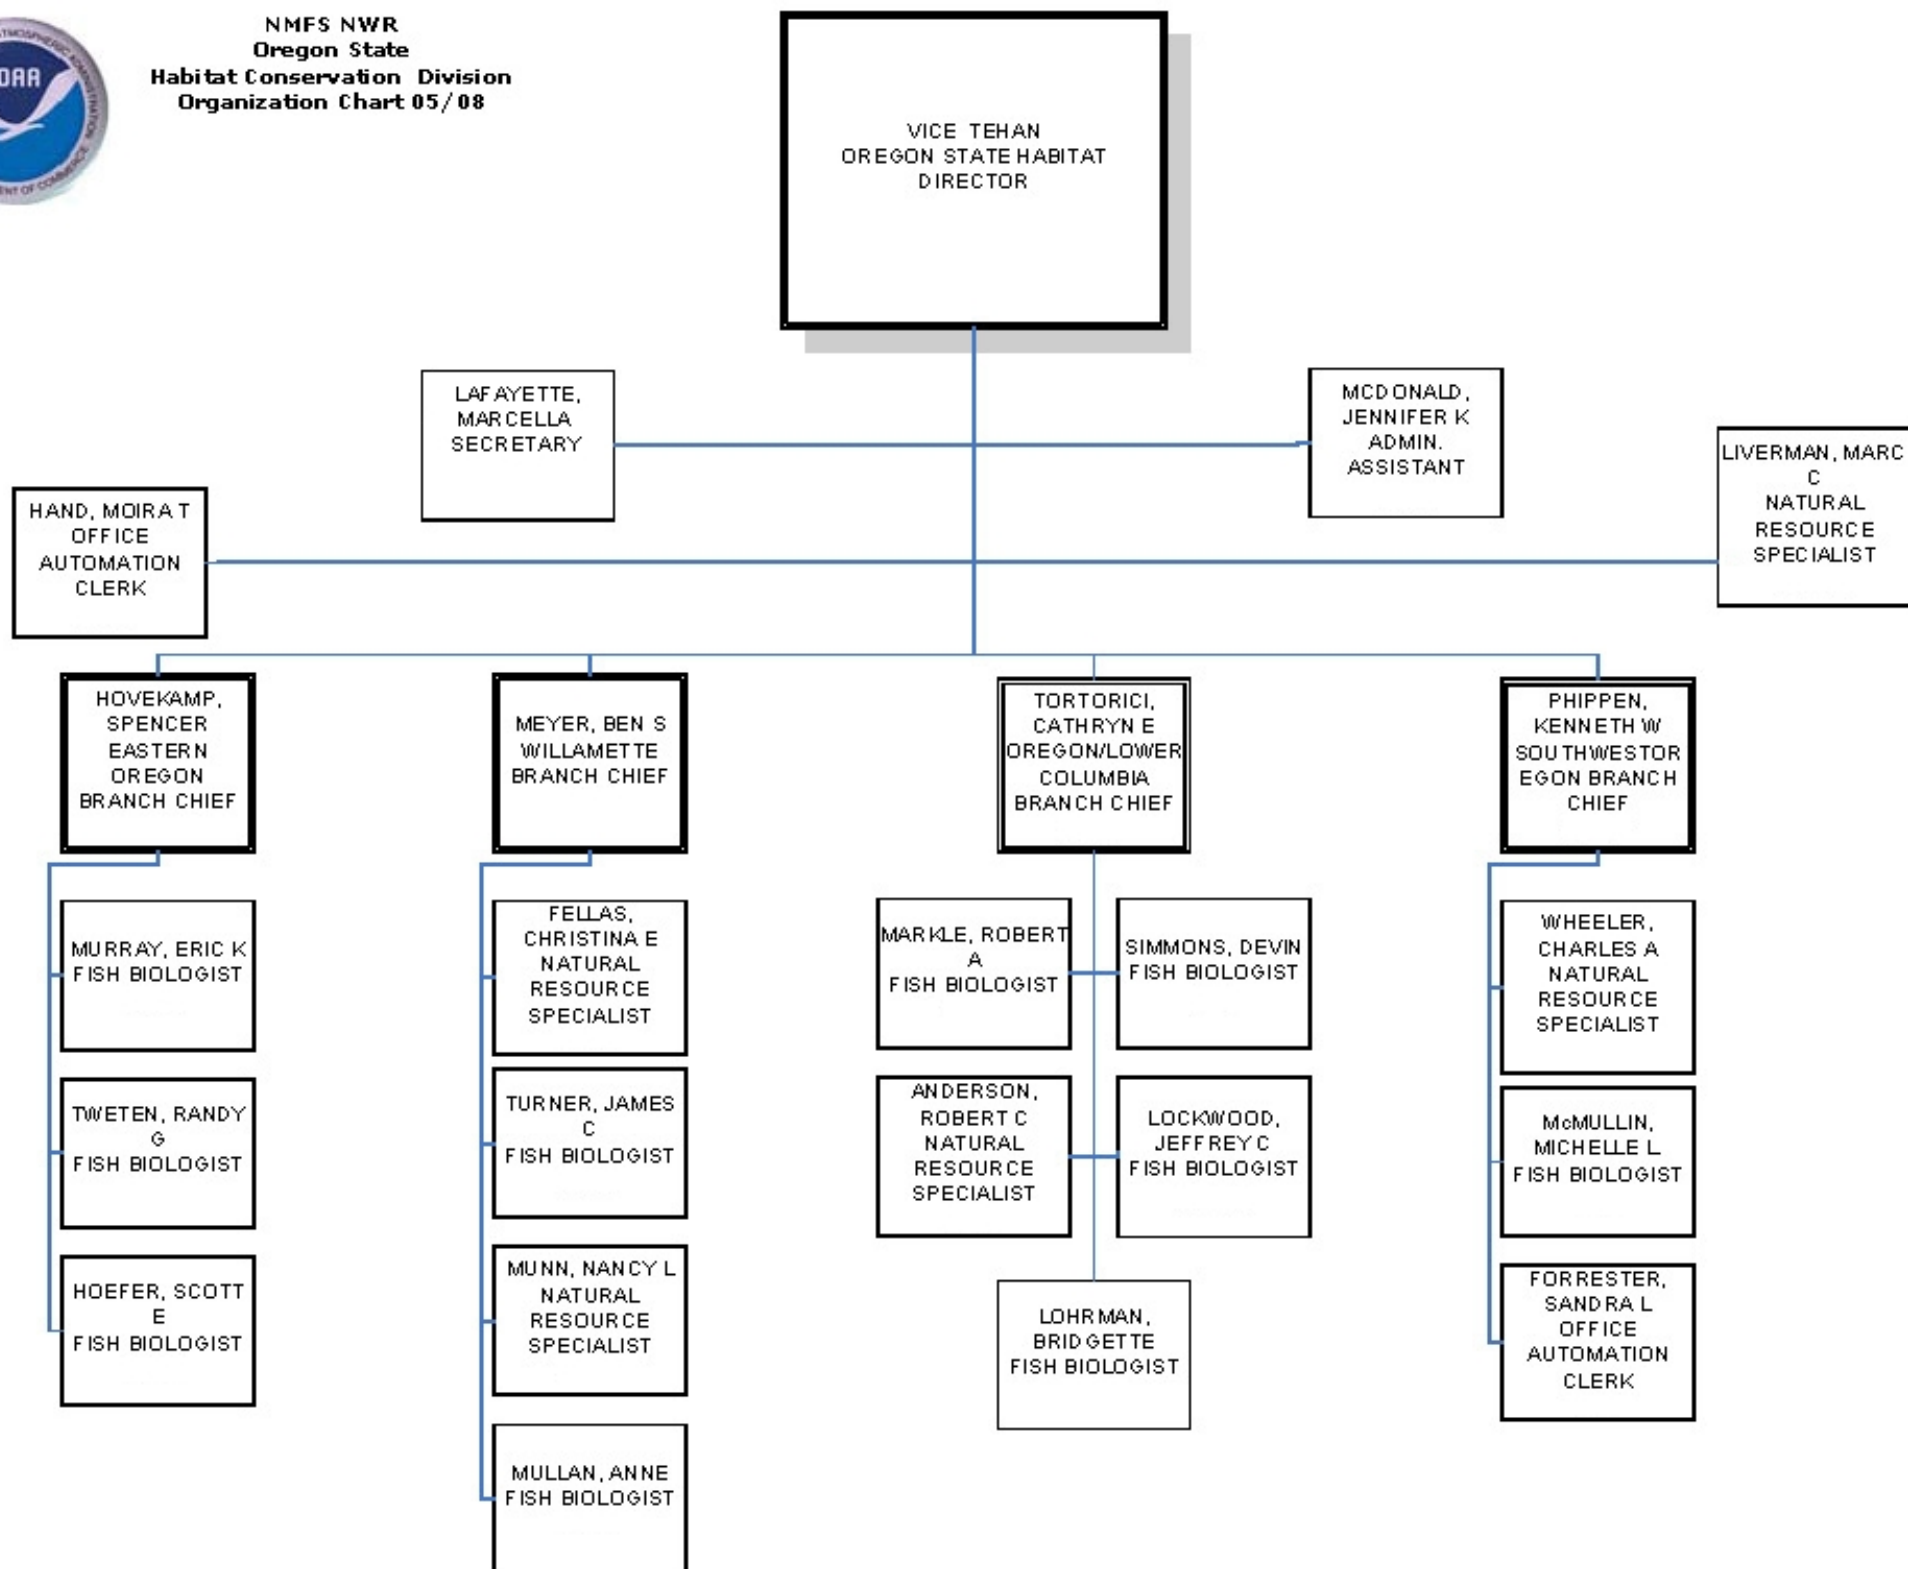 NMFS NWR
Oregon State
Habitat Conservation Division
Organization Chart 05/08
VICE TEHAN
OREGON STATE HABITAT
DIRECTOR
LAFAYETTE,
MARCELLA
SECRETARY
MCDONALD,
JENNIFER K
ADMIN.
ASSISTANT
HAND, MOIRA T
OFFICE
AUTOMATION
CLERK
LIVERMAN, MARC
C
NATURAL
RESOURCE
SPECIALIST
HOVEKAMP,
SPENCER
EASTERN
OREGON
BRANCH CHIEF
MEYER, BEN S
WILLAMETTE
BRANCH CHIEF
TORTORICI,
CATHRYN E
OREGON/LOWER
COLUMBIA
BRANCH CHIEF
PHIPPEN,
KENNETH W
SOUTHWESTOR
EGON BRANCH
CHIEF
MURRAY, ERIC K
FISH BIOLOGIST
TWETEN, RANDY
G
FISH BIOLOGIST
HOEFER, SCOTT
E
FISH BIOLOGIST
FELLAS,
CHRISTINA E
NATURAL
RESOURCE
SPECIALIST
TURNER, JAMES
C
FISH BIOLOGIST
MUNN, NANCY L
NATURAL
RESOURCE
SPECIALIST
MULLAN, ANNE
FISH BIOLOGIST
MARKLE, ROBERT
A
FISH BIOLOGIST
SIMMONS, DEVIN
FISH BIOLOGIST
ANDERSON,
ROBERT C
NATURAL
RESOURCE
SPECIALIST
LOCKWOOD,
JEFFREY C
FISH BIOLOGIST
LOHRMAN,
BRIDGETTE
FISH BIOLOGIST
WHEELER,
CHARLES A
NATURAL
RESOURCE
SPECIALIST
McMULLIN,
MICHELLE L
FISH BIOLOGIST
FORRESTER,
SANDRA L
OFFICE
AUTOMATION
CLERK